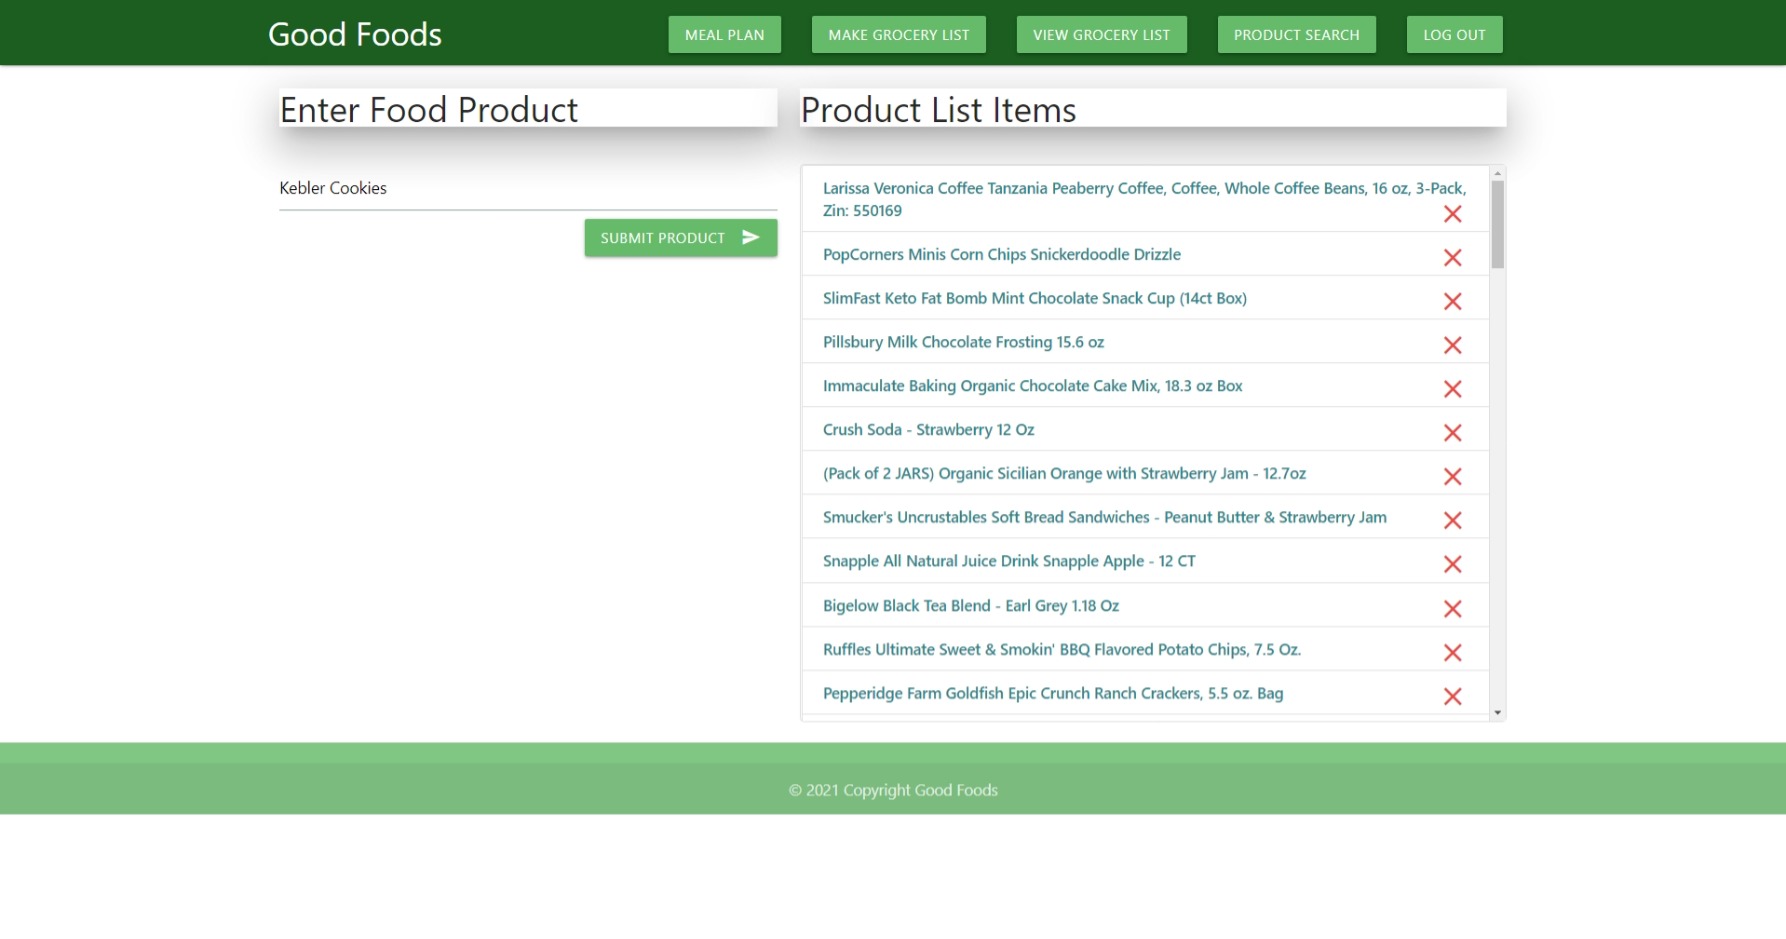 Good Foods
MEAL PLAN
MAKE GROCERY LIST
VIEW GROCERY LIST
PRODUCT SEARCH
LOG OUT
Enter Food Product
Kebler Cookies
SUBMIT PRODUCT
Product List Items
Larissa Veronica Coffee Tanzania Peaberry Coffee, Coffee, Whole Coffee Beans, 16 oz, 3-Pack,
Zin: 550169
PopCorners Minis Corn Chips Snickerdoodle Drizzle
SlimFast Keto Fat Bomb Mint Chocolate Snack Cup (14ct Box)
Pillsbury Milk Chocolate Frosting 15.6 oz
Immaculate Baking Organic Chocolate Cake Mix, 18.3 oz Box
Crush Soda - Strawberry 12 Oz
(Pack of 2 JARS) Organic Sicilian Orange with Strawberry Jam - 12.7oz
Smucker's Uncrustables Soft Bread Sandwiches - Peanut Butter & Strawberry Jam
Snapple All Natural Juice Drink Snapple Apple - 12 CT
Bigelow Black Tea Blend - Earl Grey 1.18 Oz
Ruffles Ultimate Sweet & Smokin' BBQ Flavored Potato Chips, 7.5 Oz.
Pepperidge Farm Goldfish Epic Crunch Ranch Crackers, 5.5 oz. Bag
© 2021 Copyright Good Foods